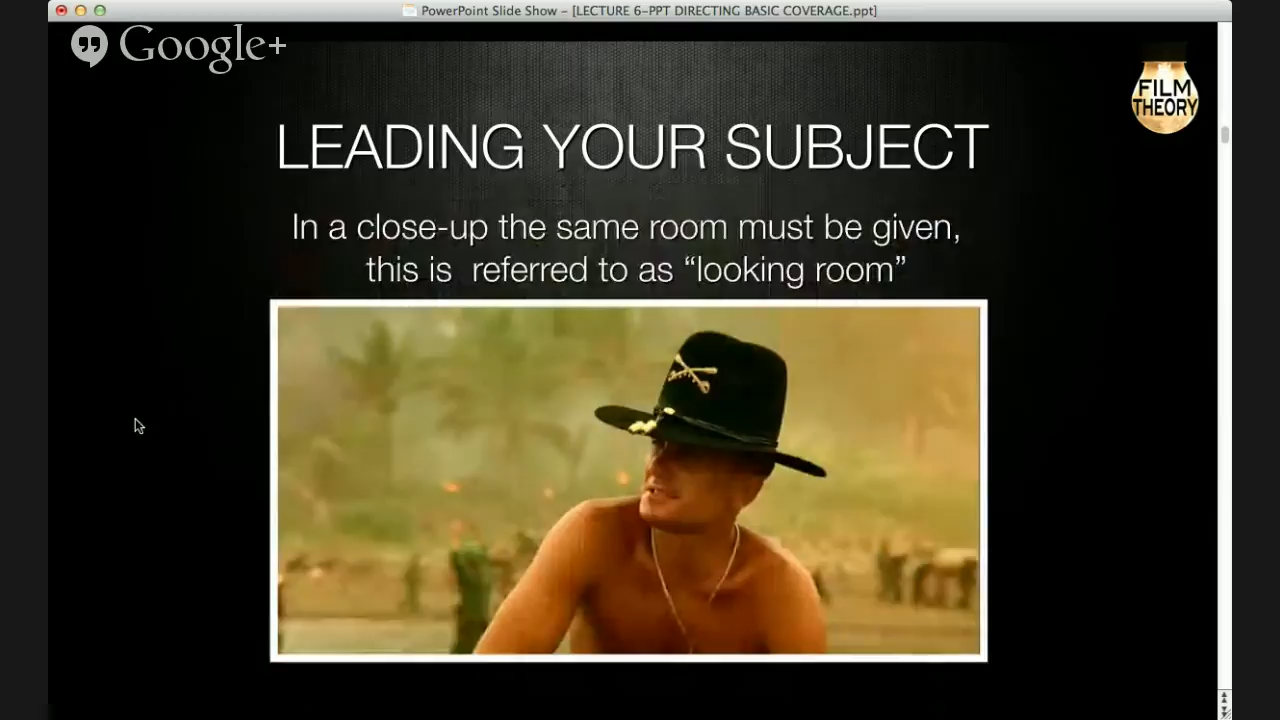 PowerPoint Slide Show – [LECTURE 6-PPT DIRECTING BASIC COVERAGE.ppt]
Google+
FILM
THEORY
LEADING YOUR SUBJECT
In a close-up the same room must be given,
this is  referred to as “looking room”